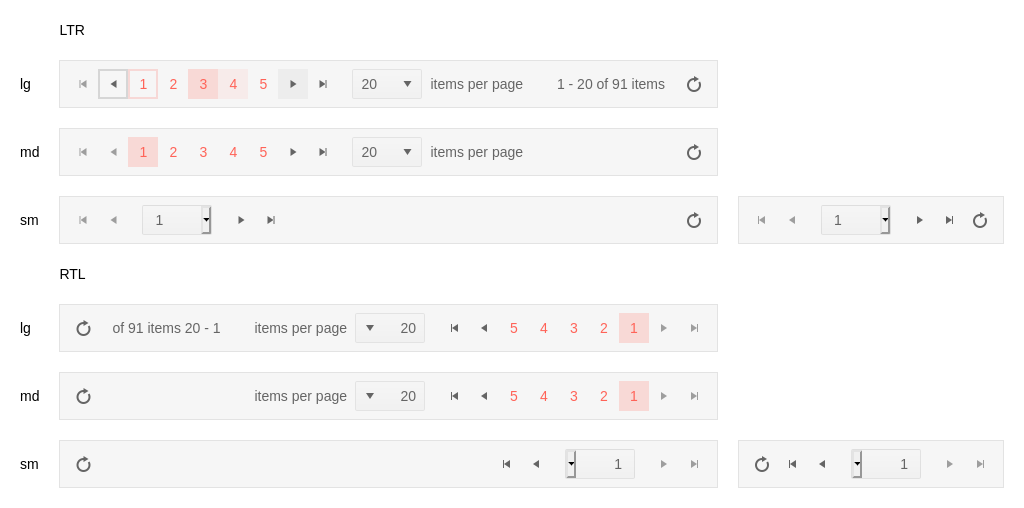 LTR
lg 1 2 3 4 5 20 items per page 1 - 20 of 91 items
md 1 2 3 4 5 20 items per page
sm 1 1
RTL
lg of 91 items 20 - 1 items per page 20 5 4 3 2 1
md items per page 20 5 4 3 2 1
sm 1 1